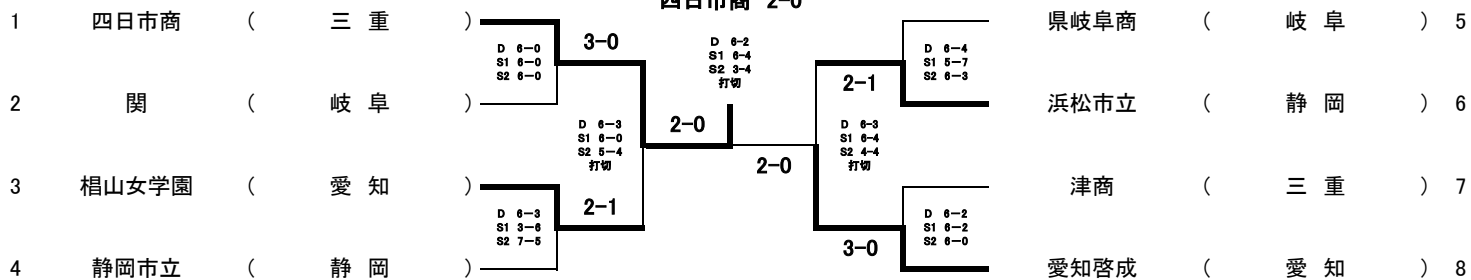 四日市商 2-0
1 四日市商 ( 三 重 )
D 6-0
S1 6-0
S2 6-0
3-0
2 関 ( 岐 阜 )
D 6-3
S1 6-0
S2 5-4
打切
2-0
3 椙山女学園 ( 愛 知 )
D 6-3
S1 3-6
S2 7-5
2-1
4 静岡市立 ( 静 岡 )
D 6-2
S1 6-4
S2 3-4
打切
県岐阜商 ( 岐 阜 ) 5
D 6-4
S1 5-7
S2 6-3
2-1
浜松市立 ( 静 岡 ) 6
D 6-3
S1 6-4
S2 4-4
打切
2-0
津商 ( 三 重 ) 7
D 6-2
S1 6-2
S2 6-0
3-0
愛知啓成 ( 愛 知 ) 8